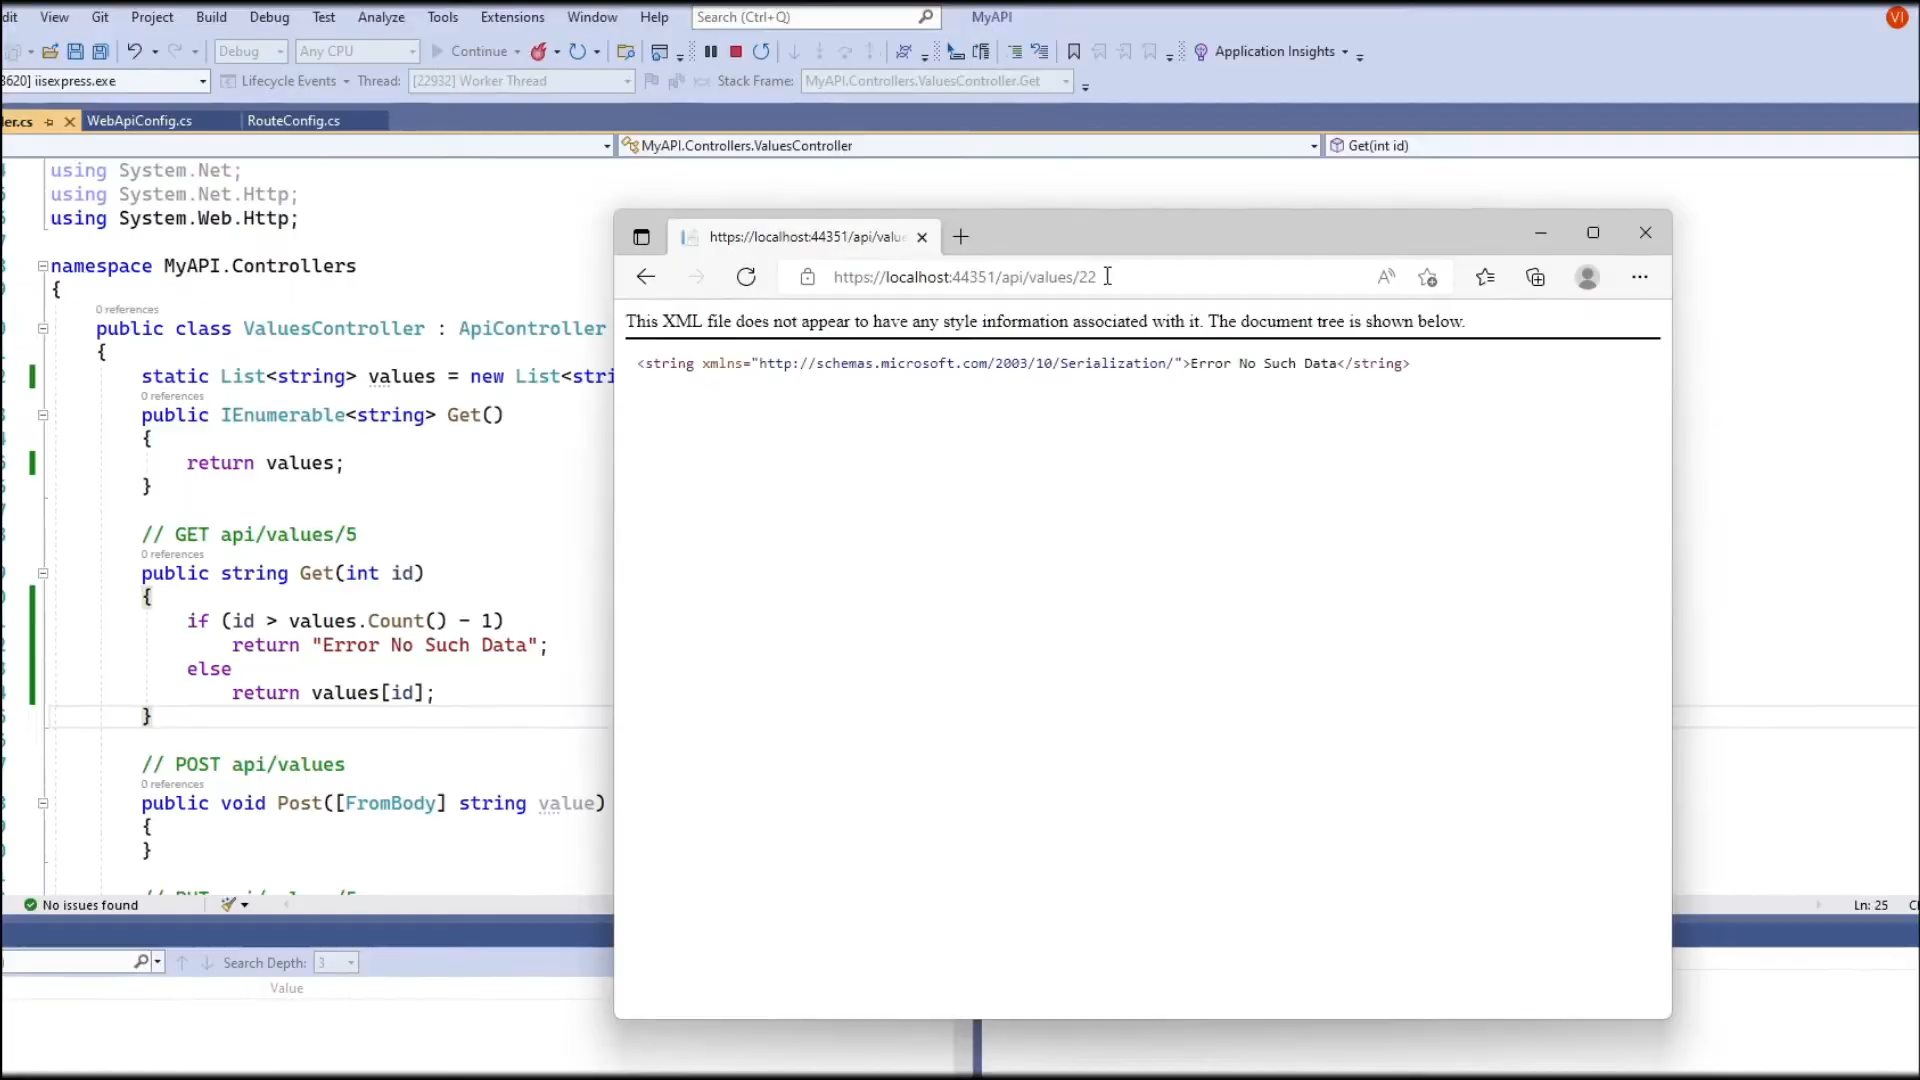 dit View Git Project Build Debug Test Analyze Tools Extensions Window Help Search (Ctrl+Q) MyAPI VI
Debug Any CPU Continue Application Insights
3620] iisexpress.exe Lifecycle Events Thread: [22932] Worker Thread Stack Frame: MyAPI.Controllers.ValuesController.Get
ler.cs WebApiConfig.cs RouteConfig.cs
MyAPI.Controllers.ValuesController Get(int id)
using System.Net;
using System.Net.Http;
using System.Web.Http;
namespace MyAPI.Controllers
{
0 references
public class ValuesController : ApiController
{
static List<string> values = new List<stri
0 references
public IEnumerable<string> Get()
{
return values;
}
// GET api/values/5
0 references
public string Get(int id)
{
if (id > values.Count() - 1)
return "Error No Such Data";
else
return values[id];
}
// POST api/values
0 references
public void Post([FromBody] string value)
{
}
No issues found Ln: 25
Search Depth: 3
Value
https://localhost:44351/api/value
https://localhost:44351/api/values/22
This XML file does not appear to have any style information associated with it. The document tree is shown below.
<string xmlns="http://schemas.microsoft.com/2003/10/Serialization/">Error No Such Data</string>